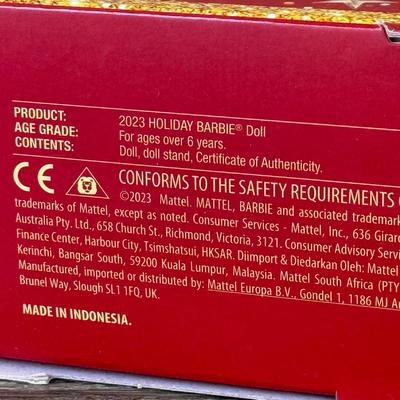 PRODUCT: 2023 HOLIDAY BARBIE® Doll
AGE GRADE: For ages over 6 years.
CONTENTS: Doll, doll stand, Certificate of Authenticity.
CE CONFORMS TO THE SAFETY REQUIREMENTS
©2023 Mattel. MATTEL, BARBIE and associated
trademarks of Mattel, except as noted. Consumer Services - Mattel, Inc., 636
Australia Pty. Ltd., 658 Church St., Richmond, Victoria, 3121. Consumer Advisory
Finance Center, Harbour City, Tsimshatsui, HKSAR. Diimport & Diedarkan Oleh: Mattel
Kerinchi, Bangsar South, 59200 Kuala Lumpur, Malaysia. Mattel South Africa (PTY
Manufactured, imported or distributed by: Mattel Europa B.V., Gondel 1, 1186 MJ
Brunel Way, Slough SL1 1FQ, UK.
MADE IN INDONESIA.